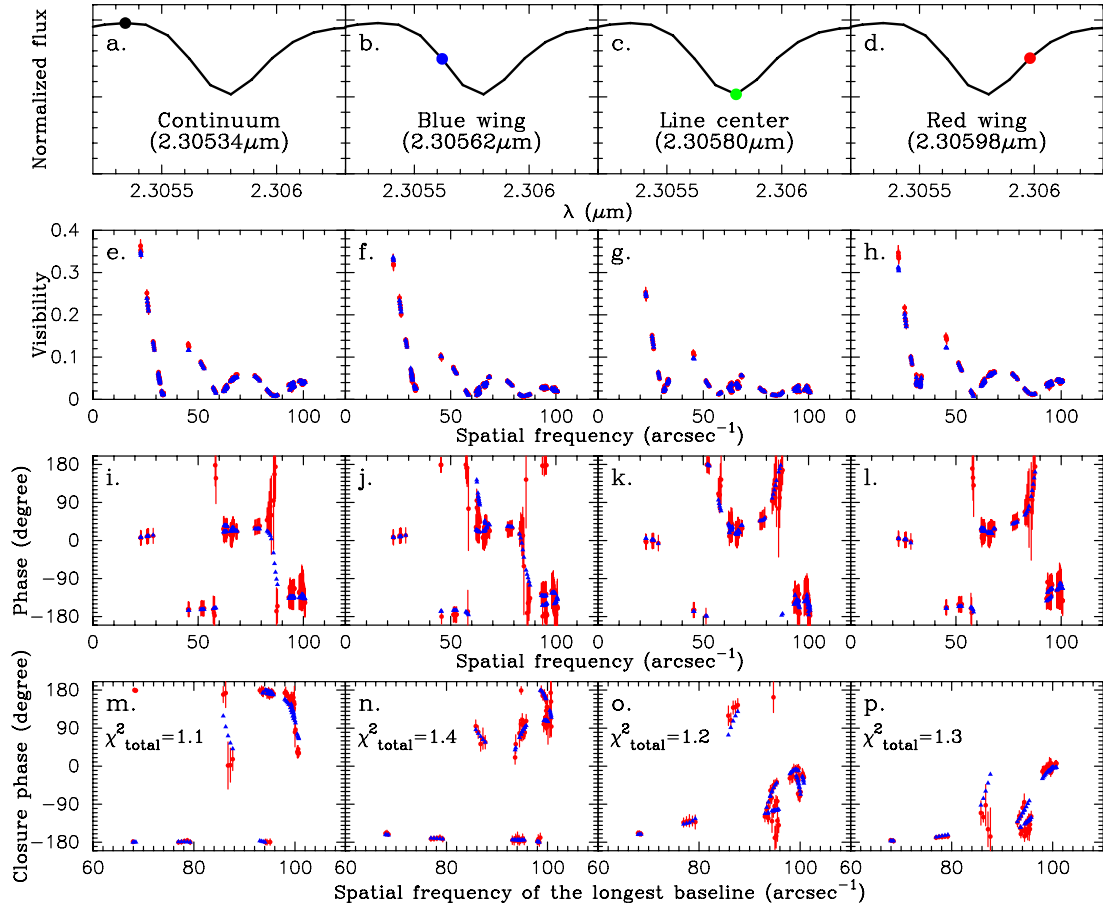 Normalized flux
a.
b.
c.
d.
Continuum
(2.30534μm)
Blue wing
(2.30562μm)
Line center
(2.30580μm)
Red wing
(2.30598μm)
2.3055 2.306 2.3055 2.306 2.3055 2.306 2.3055 2.306
λ (μm)
Visibility
0.4
0.3
0.2
0.1
0
e.
f.
g.
h.
0 50 100 0 50 100 0 50 100 0 50 100
Spatial frequency (arcsec⁻¹)
Phase (degree)
180
90
0
−90
−180
i.
j.
k.
l.
0 50 100 0 50 100 0 50 100 0 50 100
Spatial frequency (arcsec⁻¹)
Closure phase (degree)
180
90
0
−90
−180
m.
n.
o.
p.
χ²total=1.1
χ²total=1.4
χ²total=1.2
χ²total=1.3
60 80 100 60 80 100 60 80 100 60 80 100
Spatial frequency of the longest baseline (arcsec⁻¹)